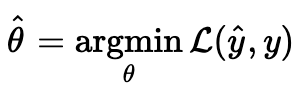 θ̂ = argmin ℒ(ŷ, y)
θ